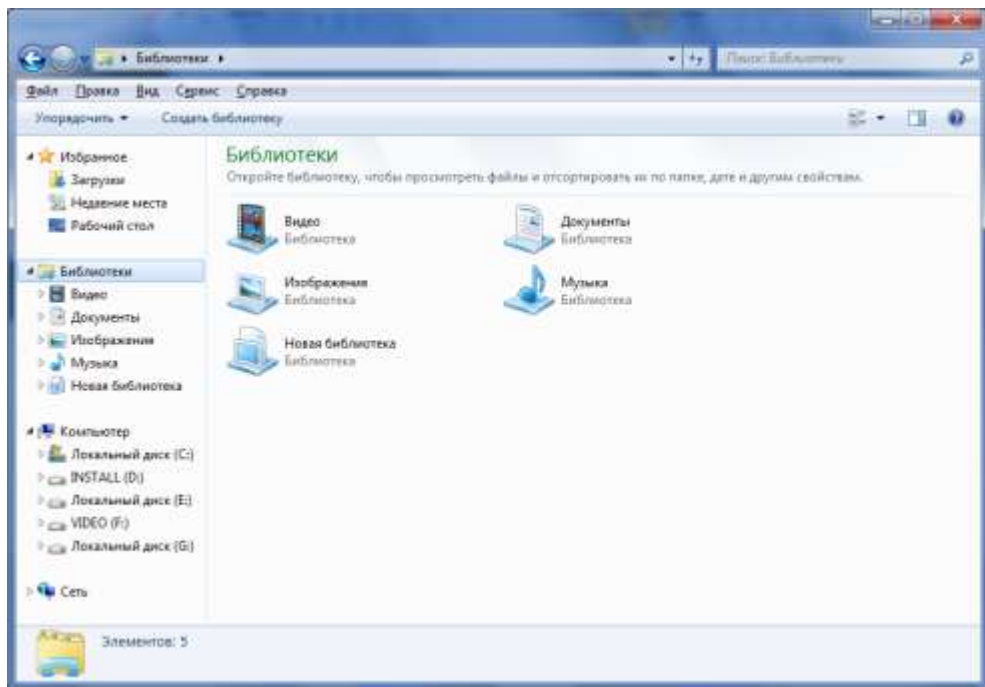 Библиотеки
Поиск: Библиотеки
Файл Правка Вид Сервис Справка
Упорядочить Создать библиотеку
Избранное
Загрузки
Недавние места
Рабочий стол
Библиотеки
Видео
Документы
Изображения
Музыка
Новая библиотека
Компьютер
Локальный диск (C:)
INSTALL (D:)
Локальный диск (E:)
VIDEO (F:)
Локальный диск (G:)
Сеть
Библиотеки
Откройте библиотеку, чтобы просмотреть файлы и отсортировать их по папке, дате и другим свойствам.
Видео
Библиотека
Документы
Библиотека
Изображения
Библиотека
Музыка
Библиотека
Новая библиотека
Библиотека
Элементов: 5